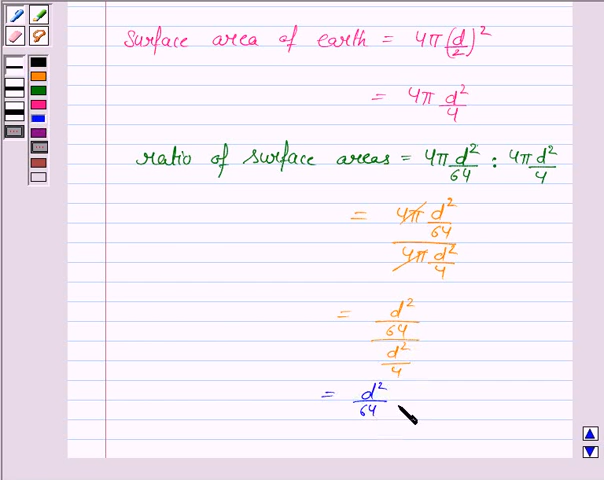 Surface area of earth = 4π(d/2)²
= 4π d²/4
ratio of surface areas = 4π d²/64 : 4π d²/4
= 4π d²/64
4π d²/4
= d²/64
d²/4
= d²/64